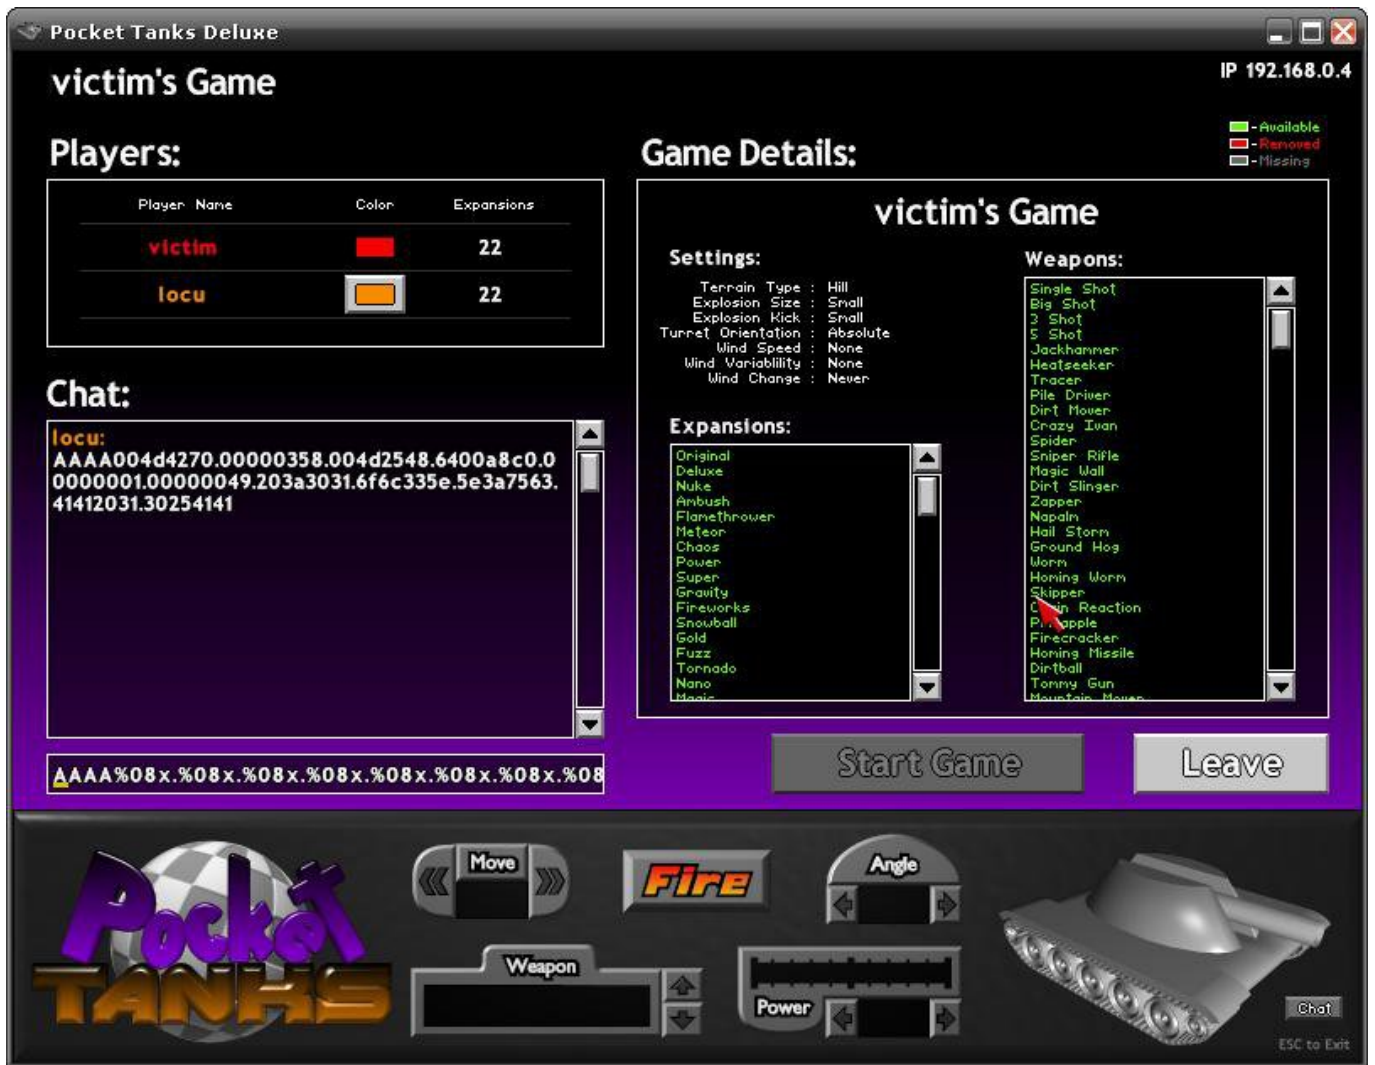 Pocket Tanks Deluxe
victim's Game
IP 192.168.0.4
Players:
Player Name Color Expansions
victim 22
locu 22
Chat:
locu:
AAAA004d4270.00000358.004d2548.6400a8c0.0
0000001.00000049.203a3031.6f6c335e.5e3a7563.
41412031.30254141
AAAA%08x.%08x.%08x.%08x.%08x.%08x.%08x.%08
Game Details:
-Available
-Removed
-Missing
victim's Game
Settings:
Terrain Type : Hill
Explosion Size : Small
Explosion Kick : Small
Turret Orientation : Absolute
Wind Speed : None
Wind Variablility : None
Wind Change : Never
Expansions:
Original
Deluxe
Nuke
Ambush
Flamethrower
Meteor
Chaos
Power
Super
Gravity
Fireworks
Snowball
Gold
Fuzz
Tornado
Nano
Magic
Weapons:
Single Shot
Big Shot
3 Shot
5 Shot
Jackhammer
Heatseeker
Tracer
Pile Driver
Dirt Mover
Crazy Ivan
Spider
Sniper Rifle
Magic Wall
Dirt Slinger
Zapper
Napalm
Hail Storm
Ground Hog
Worm
Homing Worm
Skipper
Chain Reaction
Pineapple
Firecracker
Homing Missile
Dirtball
Tommy Gun
Mountain Mover
Start Game
Leave
Pocket
TANKS
Move
Fire
Angle
Weapon
Power
Chat
ESC to Exit